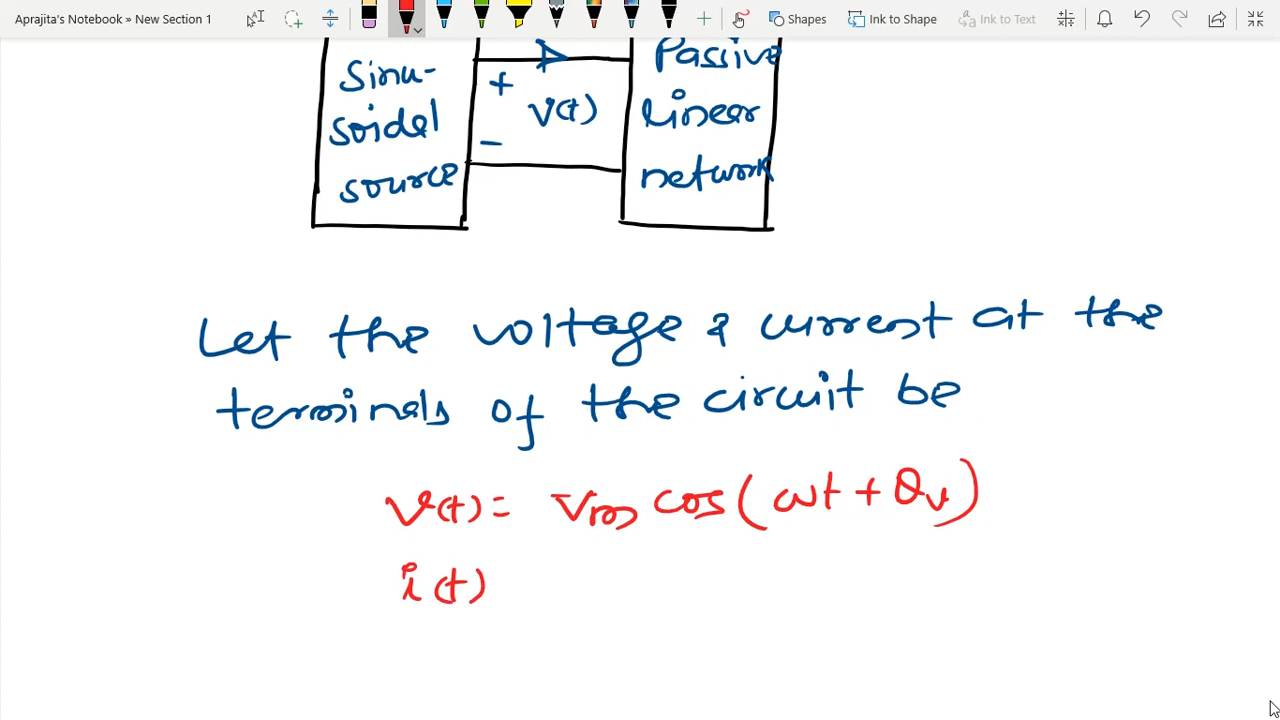 Aprajita's Notebook » New Section 1
Shapes
Ink to Shape
Ink to Text
Sinu-
soidal
source
+
v(t)
-
Passive
Linear
network
Let the voltage & current at the
terminals of the circuit be
v(t) = Vm cos(ωt + θv)
i(t)